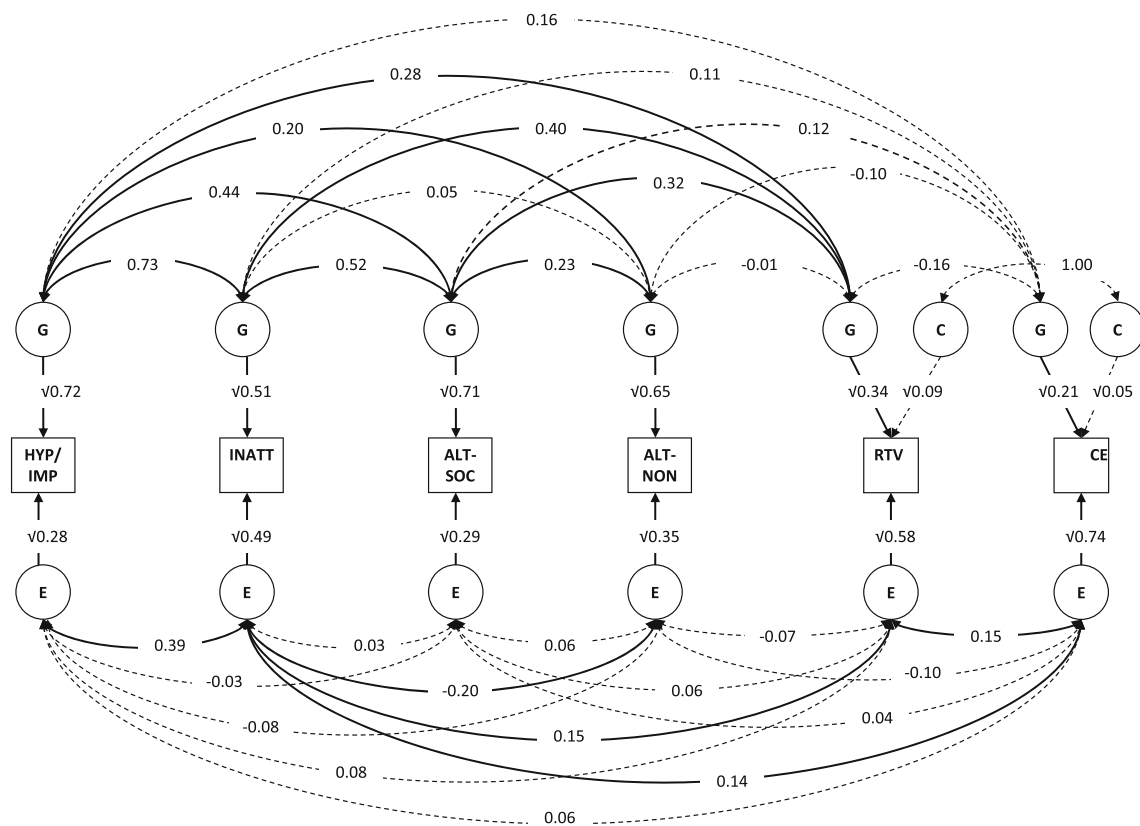 0.16
0.28
0.11
0.20
0.40
0.12
0.44
0.05
0.32
-0.10
0.73
0.52
0.23
-0.01
-0.16
1.00
G
G
G
G
G
C
G
C
√0.72
√0.51
√0.71
√0.65
√0.34
√0.09
√0.21
√0.05
HYP/
IMP
INATT
ALT-
SOC
ALT-
NON
RTV
CE
√0.28
√0.49
√0.29
√0.35
√0.58
√0.74
E
E
E
E
E
E
0.39
0.03
0.06
-0.07
0.15
-0.03
-0.20
0.06
-0.10
-0.08
0.15
0.04
0.08
0.14
0.06